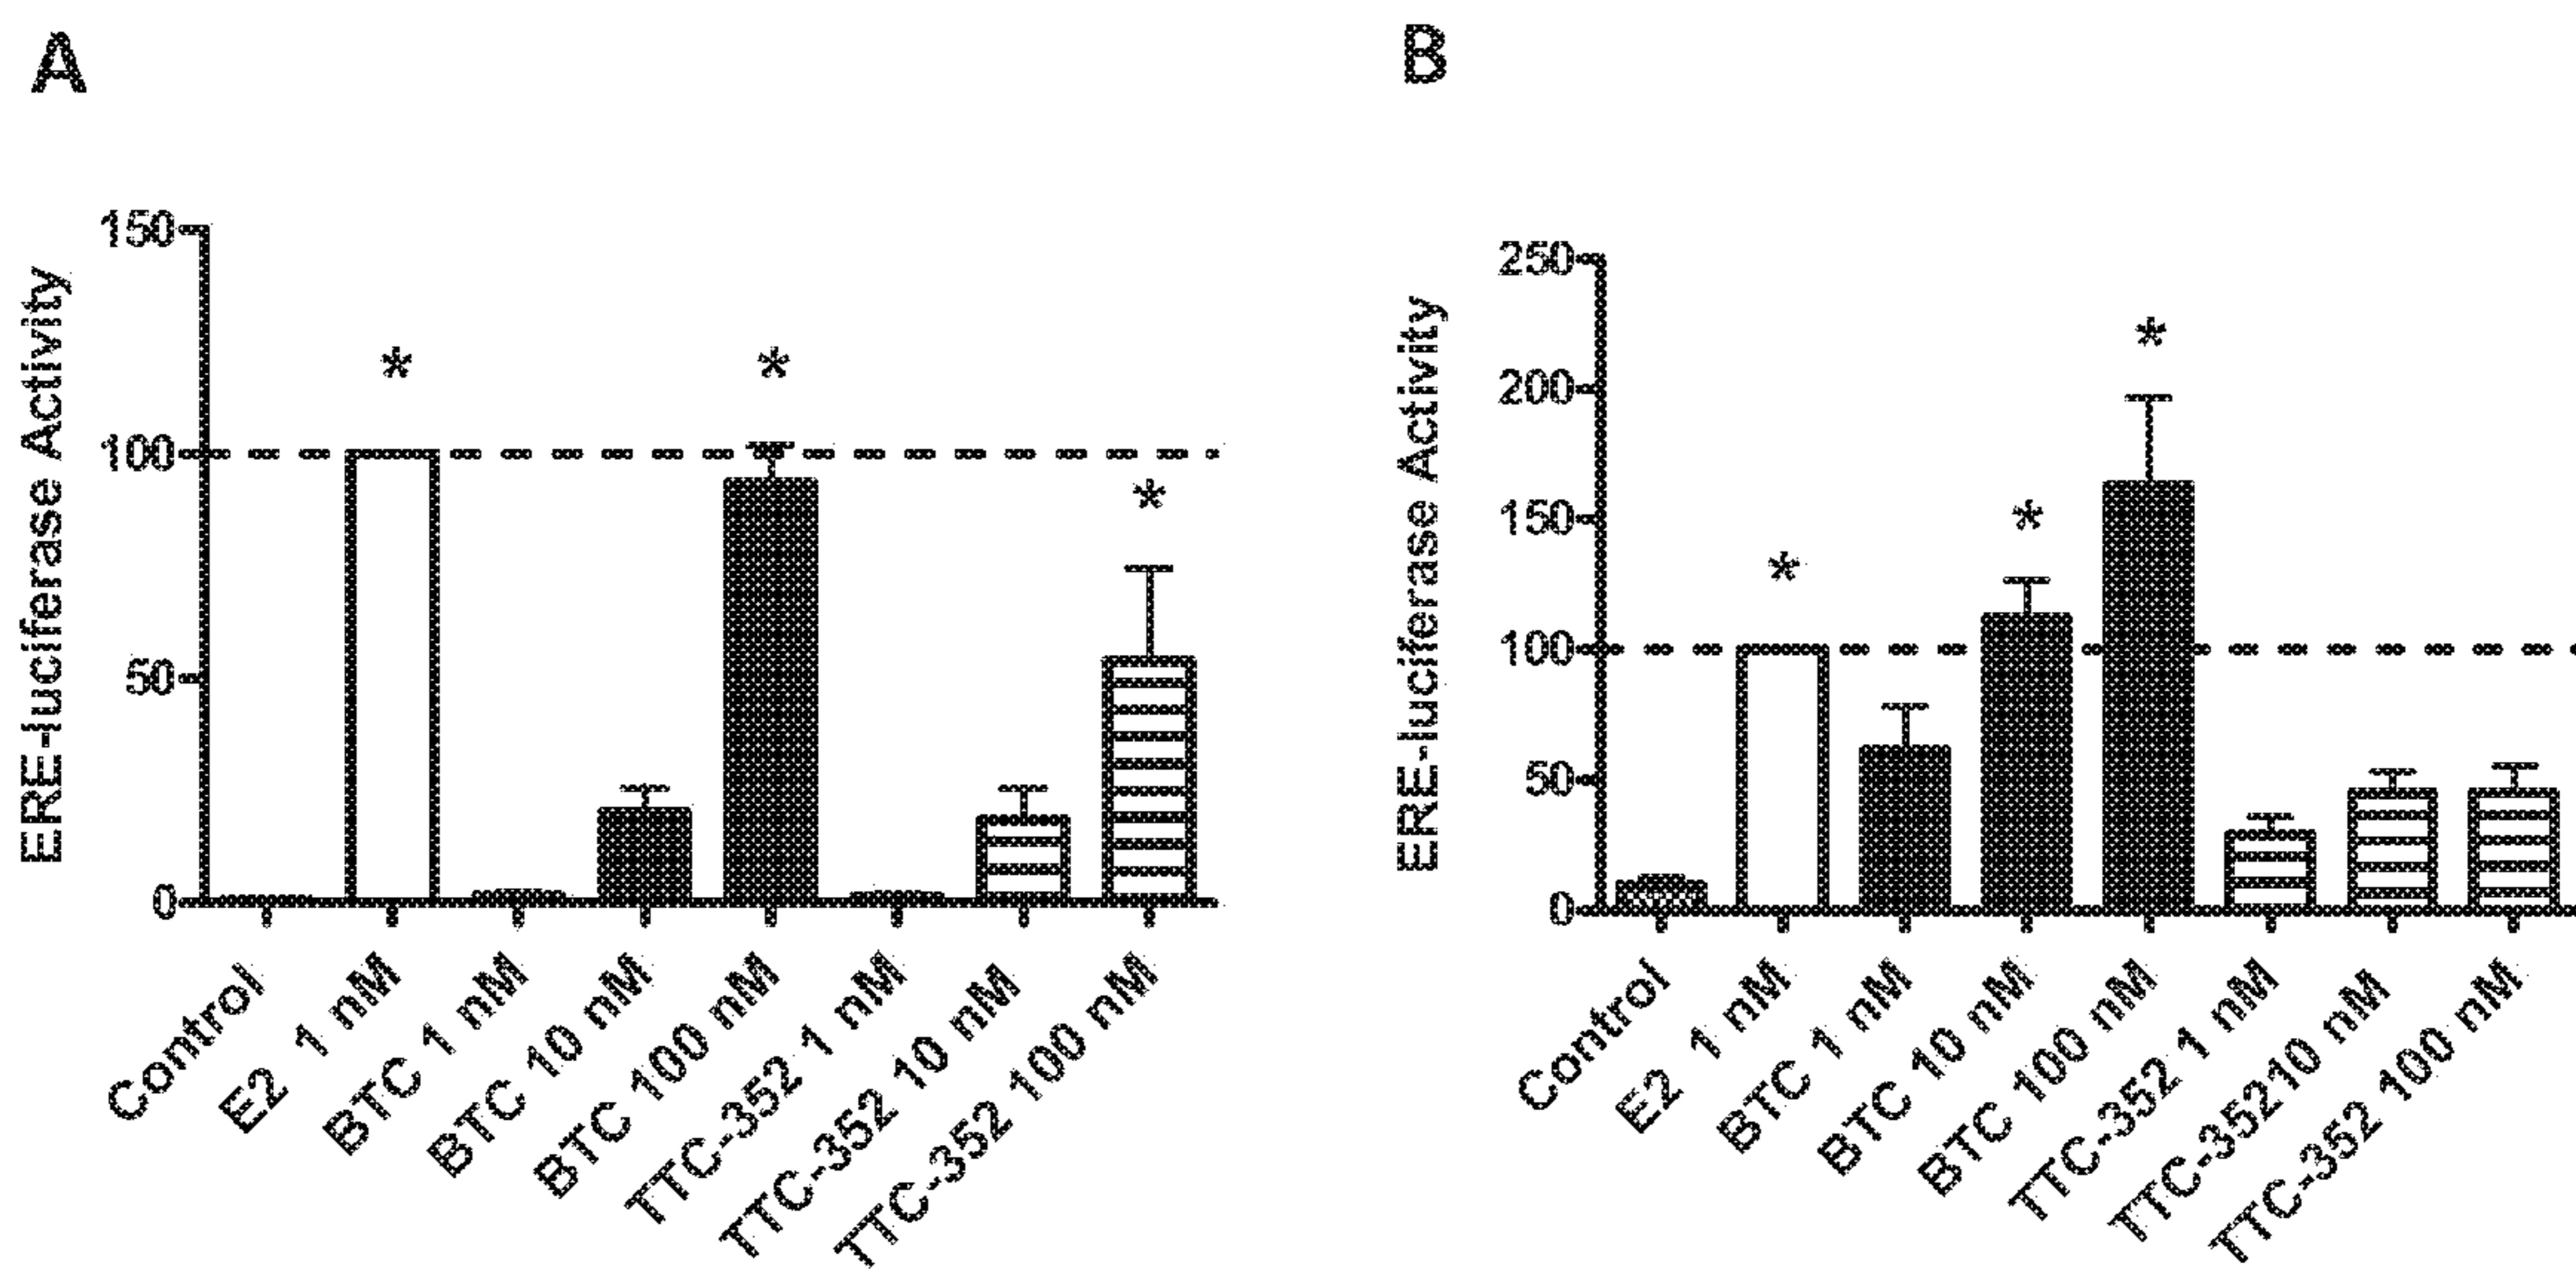 A
ERE-luciferase Activity
150
100
50
0
*
*
*
Control
E2 1 nM
BTC 1 nM
BTC 10 nM
BTC 100 nM
TTC-352 1 nM
TTC-352 10 nM
TTC-352 100 nM
B
ERE-luciferase Activity
250
200
150
100
50
0
*
*
*
Control
E2 1 nM
BTC 1 nM
BTC 10 nM
BTC 100 nM
TTC-352 1 nM
TTC-35210 nM
TTC-352 100 nM